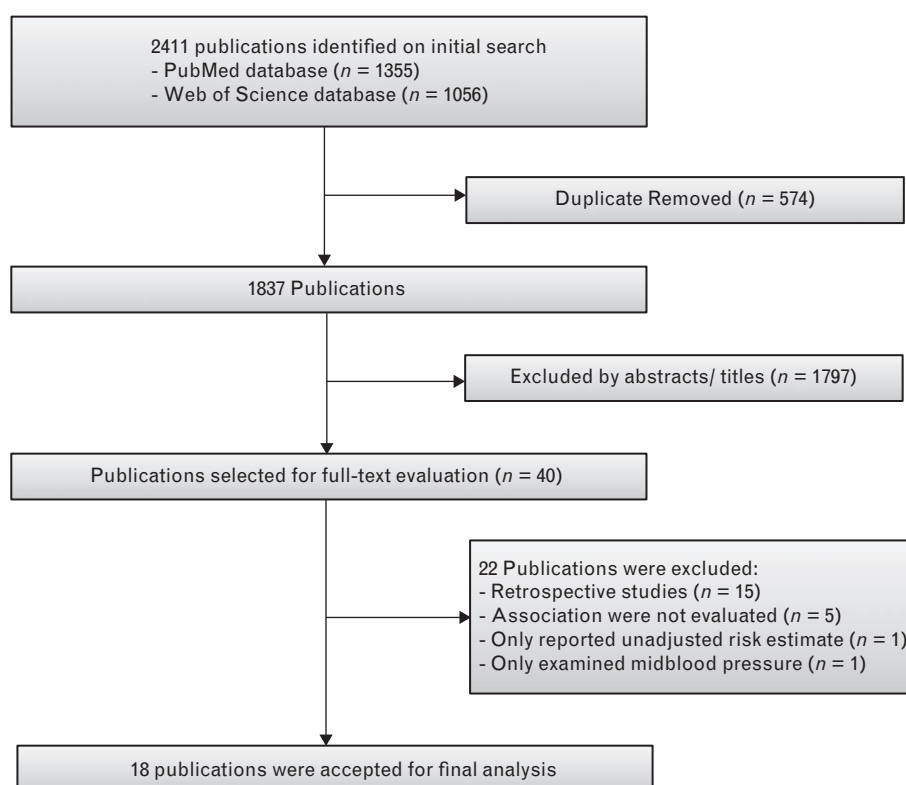 2411 publications identified on initial search
- PubMed database (n = 1355)
- Web of Science database (n = 1056)
Duplicate Removed (n = 574)
1837 Publications
Excluded by abstracts/ titles (n = 1797)
Publications selected for full-text evaluation (n = 40)
22 Publications were excluded:
- Retrospective studies (n = 15)
- Association were not evaluated (n = 5)
- Only reported unadjusted risk estimate (n = 1)
- Only examined midblood pressure (n = 1)
18 publications were accepted for final analysis